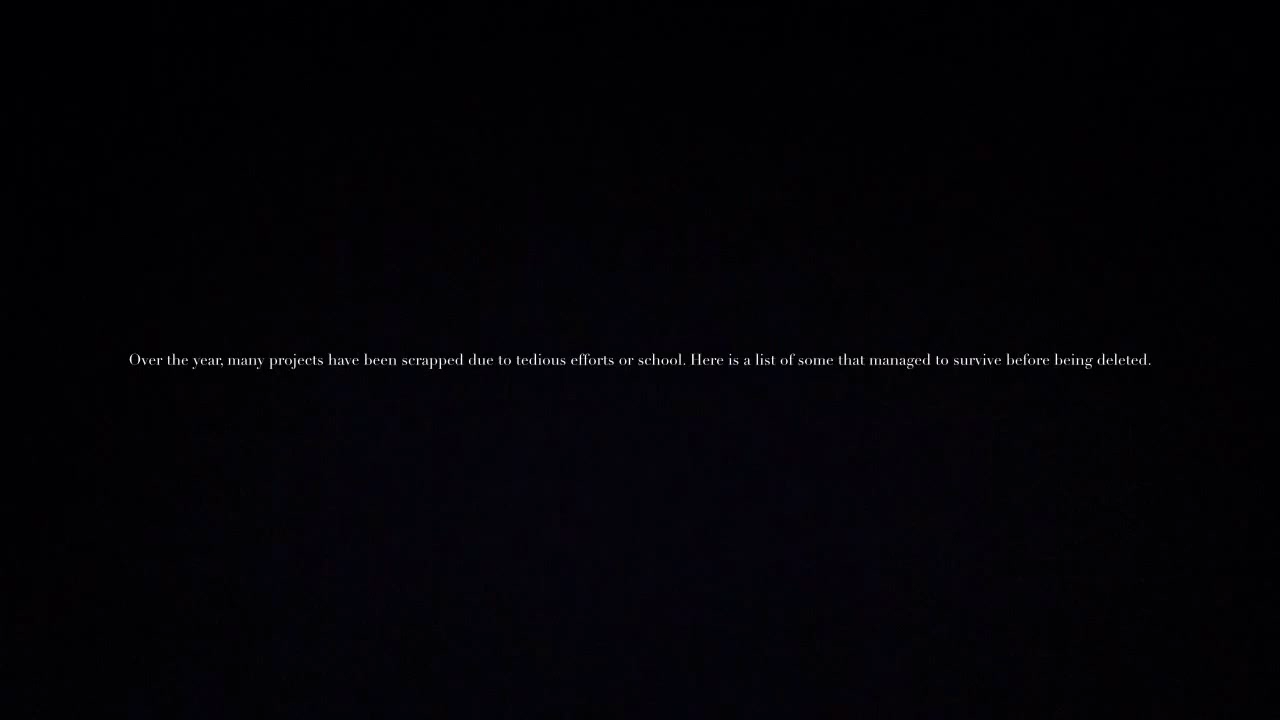 Over the year, many projects have been scrapped due to tedious efforts or school. Here is a list of some that managed to survive before being deleted.